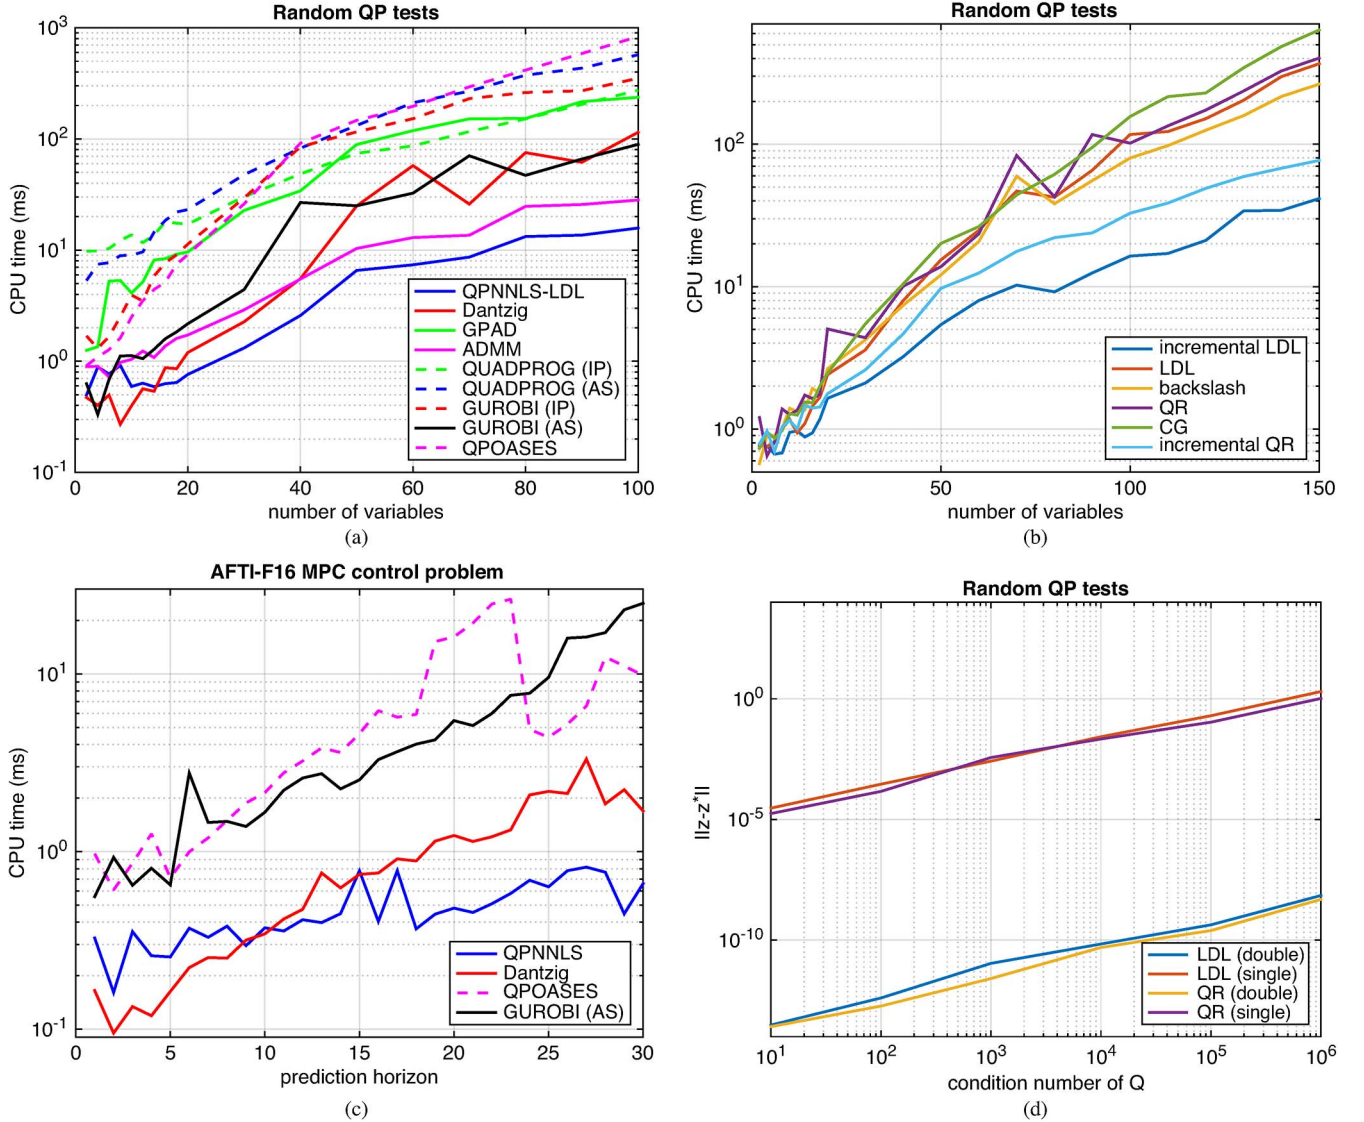 Random QP tests
10^3
10^2
10^1
10^0
10^-1
CPU time (ms)
QPNNLS-LDL
Dantzig
GPAD
ADMM
QUADPROG (IP)
QUADPROG (AS)
GUROBI (IP)
GUROBI (AS)
QPOASES
0 20 40 60 80 100
number of variables
(a)
Random QP tests
10^2
10^1
10^0
CPU time (ms)
incremental LDL
LDL
backslash
QR
CG
incremental QR
0 50 100 150
number of variables
(b)
AFTI-F16 MPC control problem
10^1
10^0
10^-1
CPU time (ms)
QPNNLS
Dantzig
QPOASES
GUROBI (AS)
0 5 10 15 20 25 30
prediction horizon
(c)
Random QP tests
10^0
10^-5
10^-10
||z-z*||
LDL (double)
LDL (single)
QR (double)
QR (single)
10^1 10^2 10^3 10^4 10^5 10^6
condition number of Q
(d)